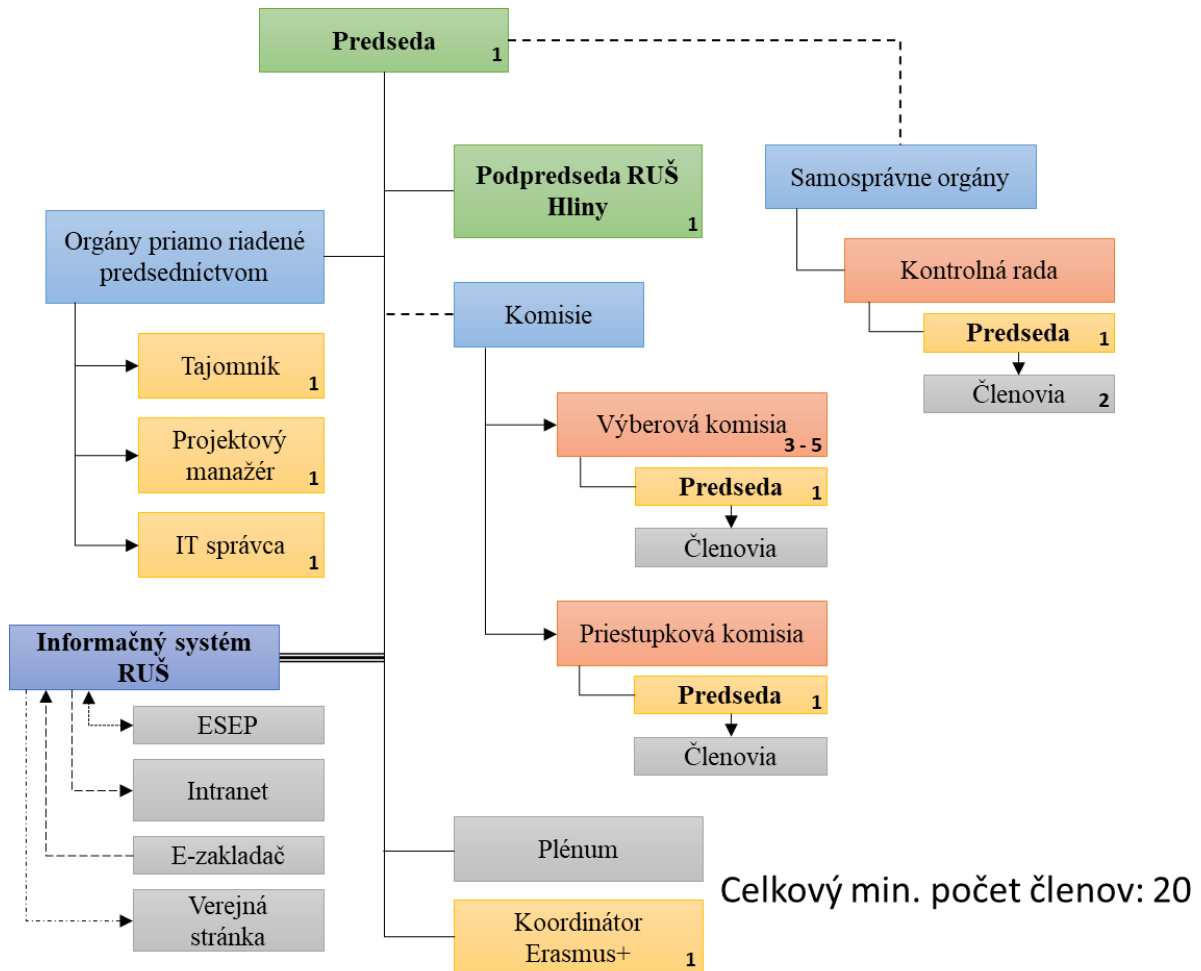 Predseda
1
Podpredseda RUŠ
Hliny
1
Samosprávne orgány
Kontrolná rada
Predseda
1
Členovia
2
Orgány priamo riadené
predsedníctvom
Tajomník
1
Projektový
manažér
1
IT správca
1
Komisie
Výberová komisia
3 - 5
Predseda
1
Členovia
Priestupková komisia
Predseda
1
Členovia
Informačný systém
RUŠ
ESEP
Intranet
E-zakladač
Verejná
stránka
Plénum
Koordinátor
Erasmus+
1
Celkový min. počet členov: 20